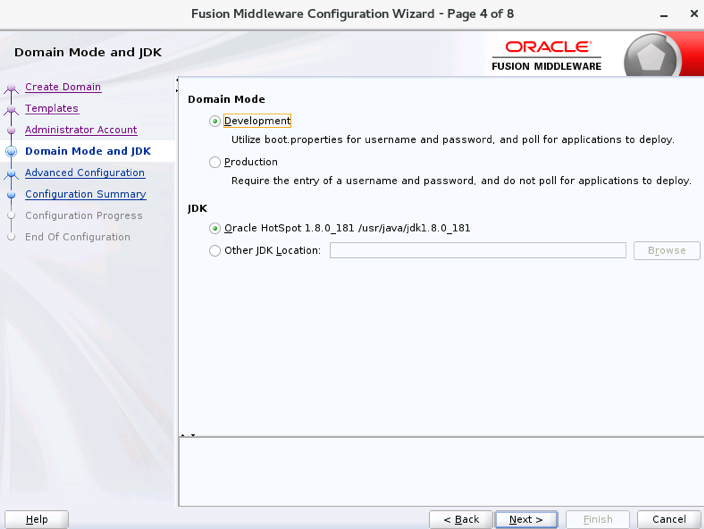 Fusion Middleware Configuration Wizard - Page 4 of 8
Domain Mode and JDK
ORACLE
FUSION MIDDLEWARE
Create Domain
Templates
Administrator Account
Domain Mode and JDK
Advanced Configuration
Configuration Summary
Configuration Progress
End Of Configuration
Domain Mode
Development
Utilize boot.properties for username and password, and poll for applications to deploy.
Production
Require the entry of a username and password, and do not poll for applications to deploy.
JDK
Oracle HotSpot 1.8.0_181 /usr/java/jdk1.8.0_181
Other JDK Location:
Browse
Help
< Back
Next >
Finish
Cancel